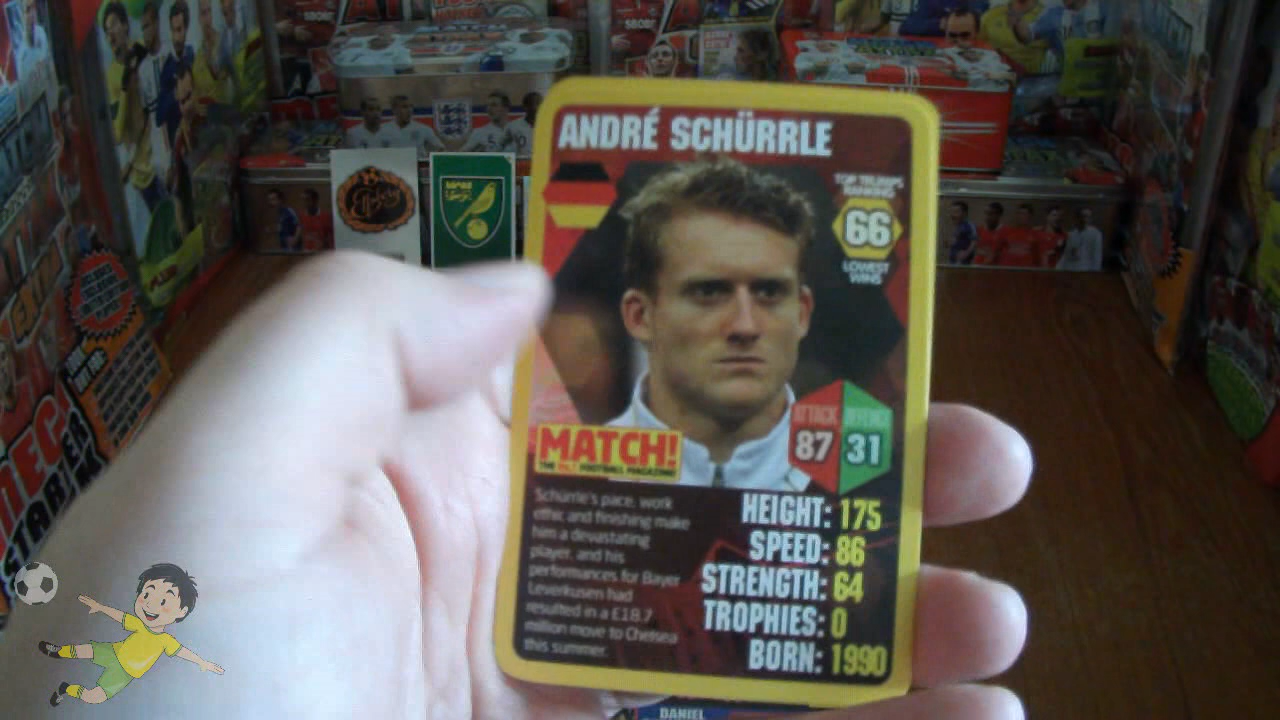 ANDRÉ SCHÜRRLE
TOP TRUMPS
RANKING
66
LOWEST
WINS
ATTACK
87
DEFENCE
31
MATCH!
THE BEST FOOTBALL MAGAZINE
Schürrle's pace, work
ethic and finishing make
him a devastating
player, and his
performances for Bayer
Leverkusen had
resulted in a £18.7
million move to Chelsea
this summer.
HEIGHT: 175
SPEED: 86
STRENGTH: 64
TROPHIES: 0
BORN: 1990
DANIEL
STARTER